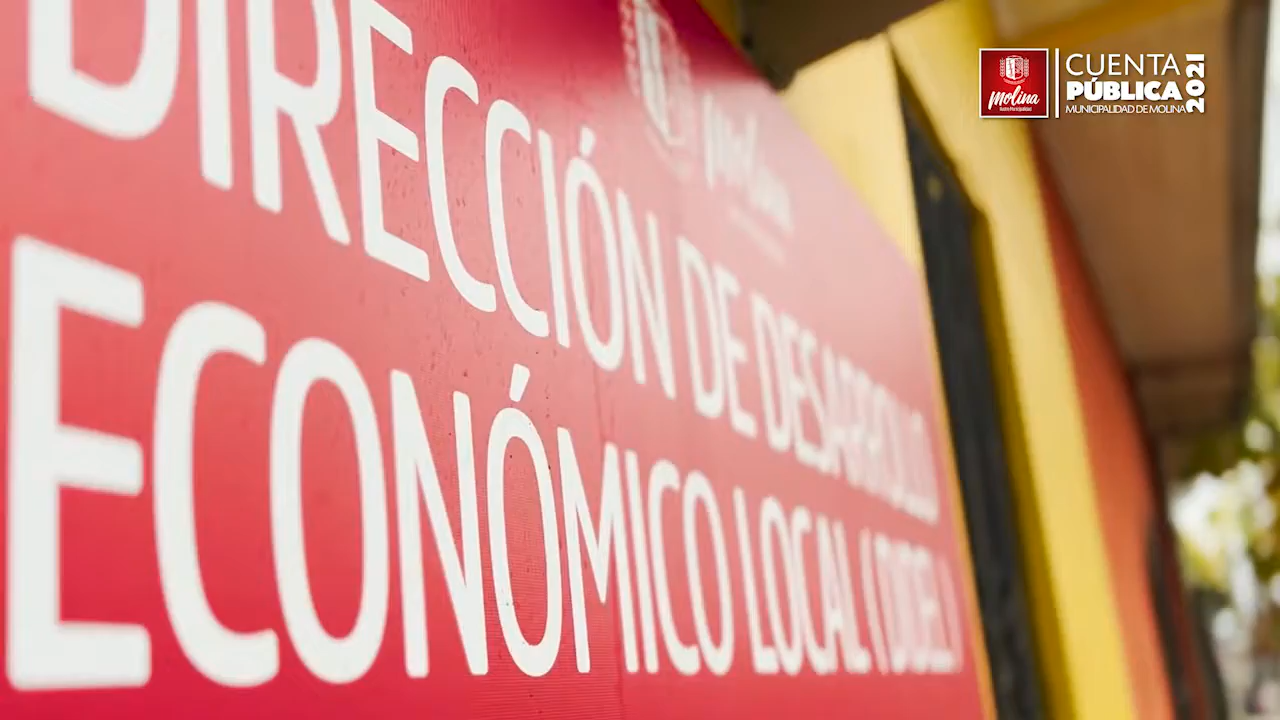 DIRECCIÓN DE DESARROLLO
ECONÓMICO LOCAL (DIDEL)
Molina
CUENTA
PÚBLICA
2021
MUNICIPALIDAD DE MOLINA